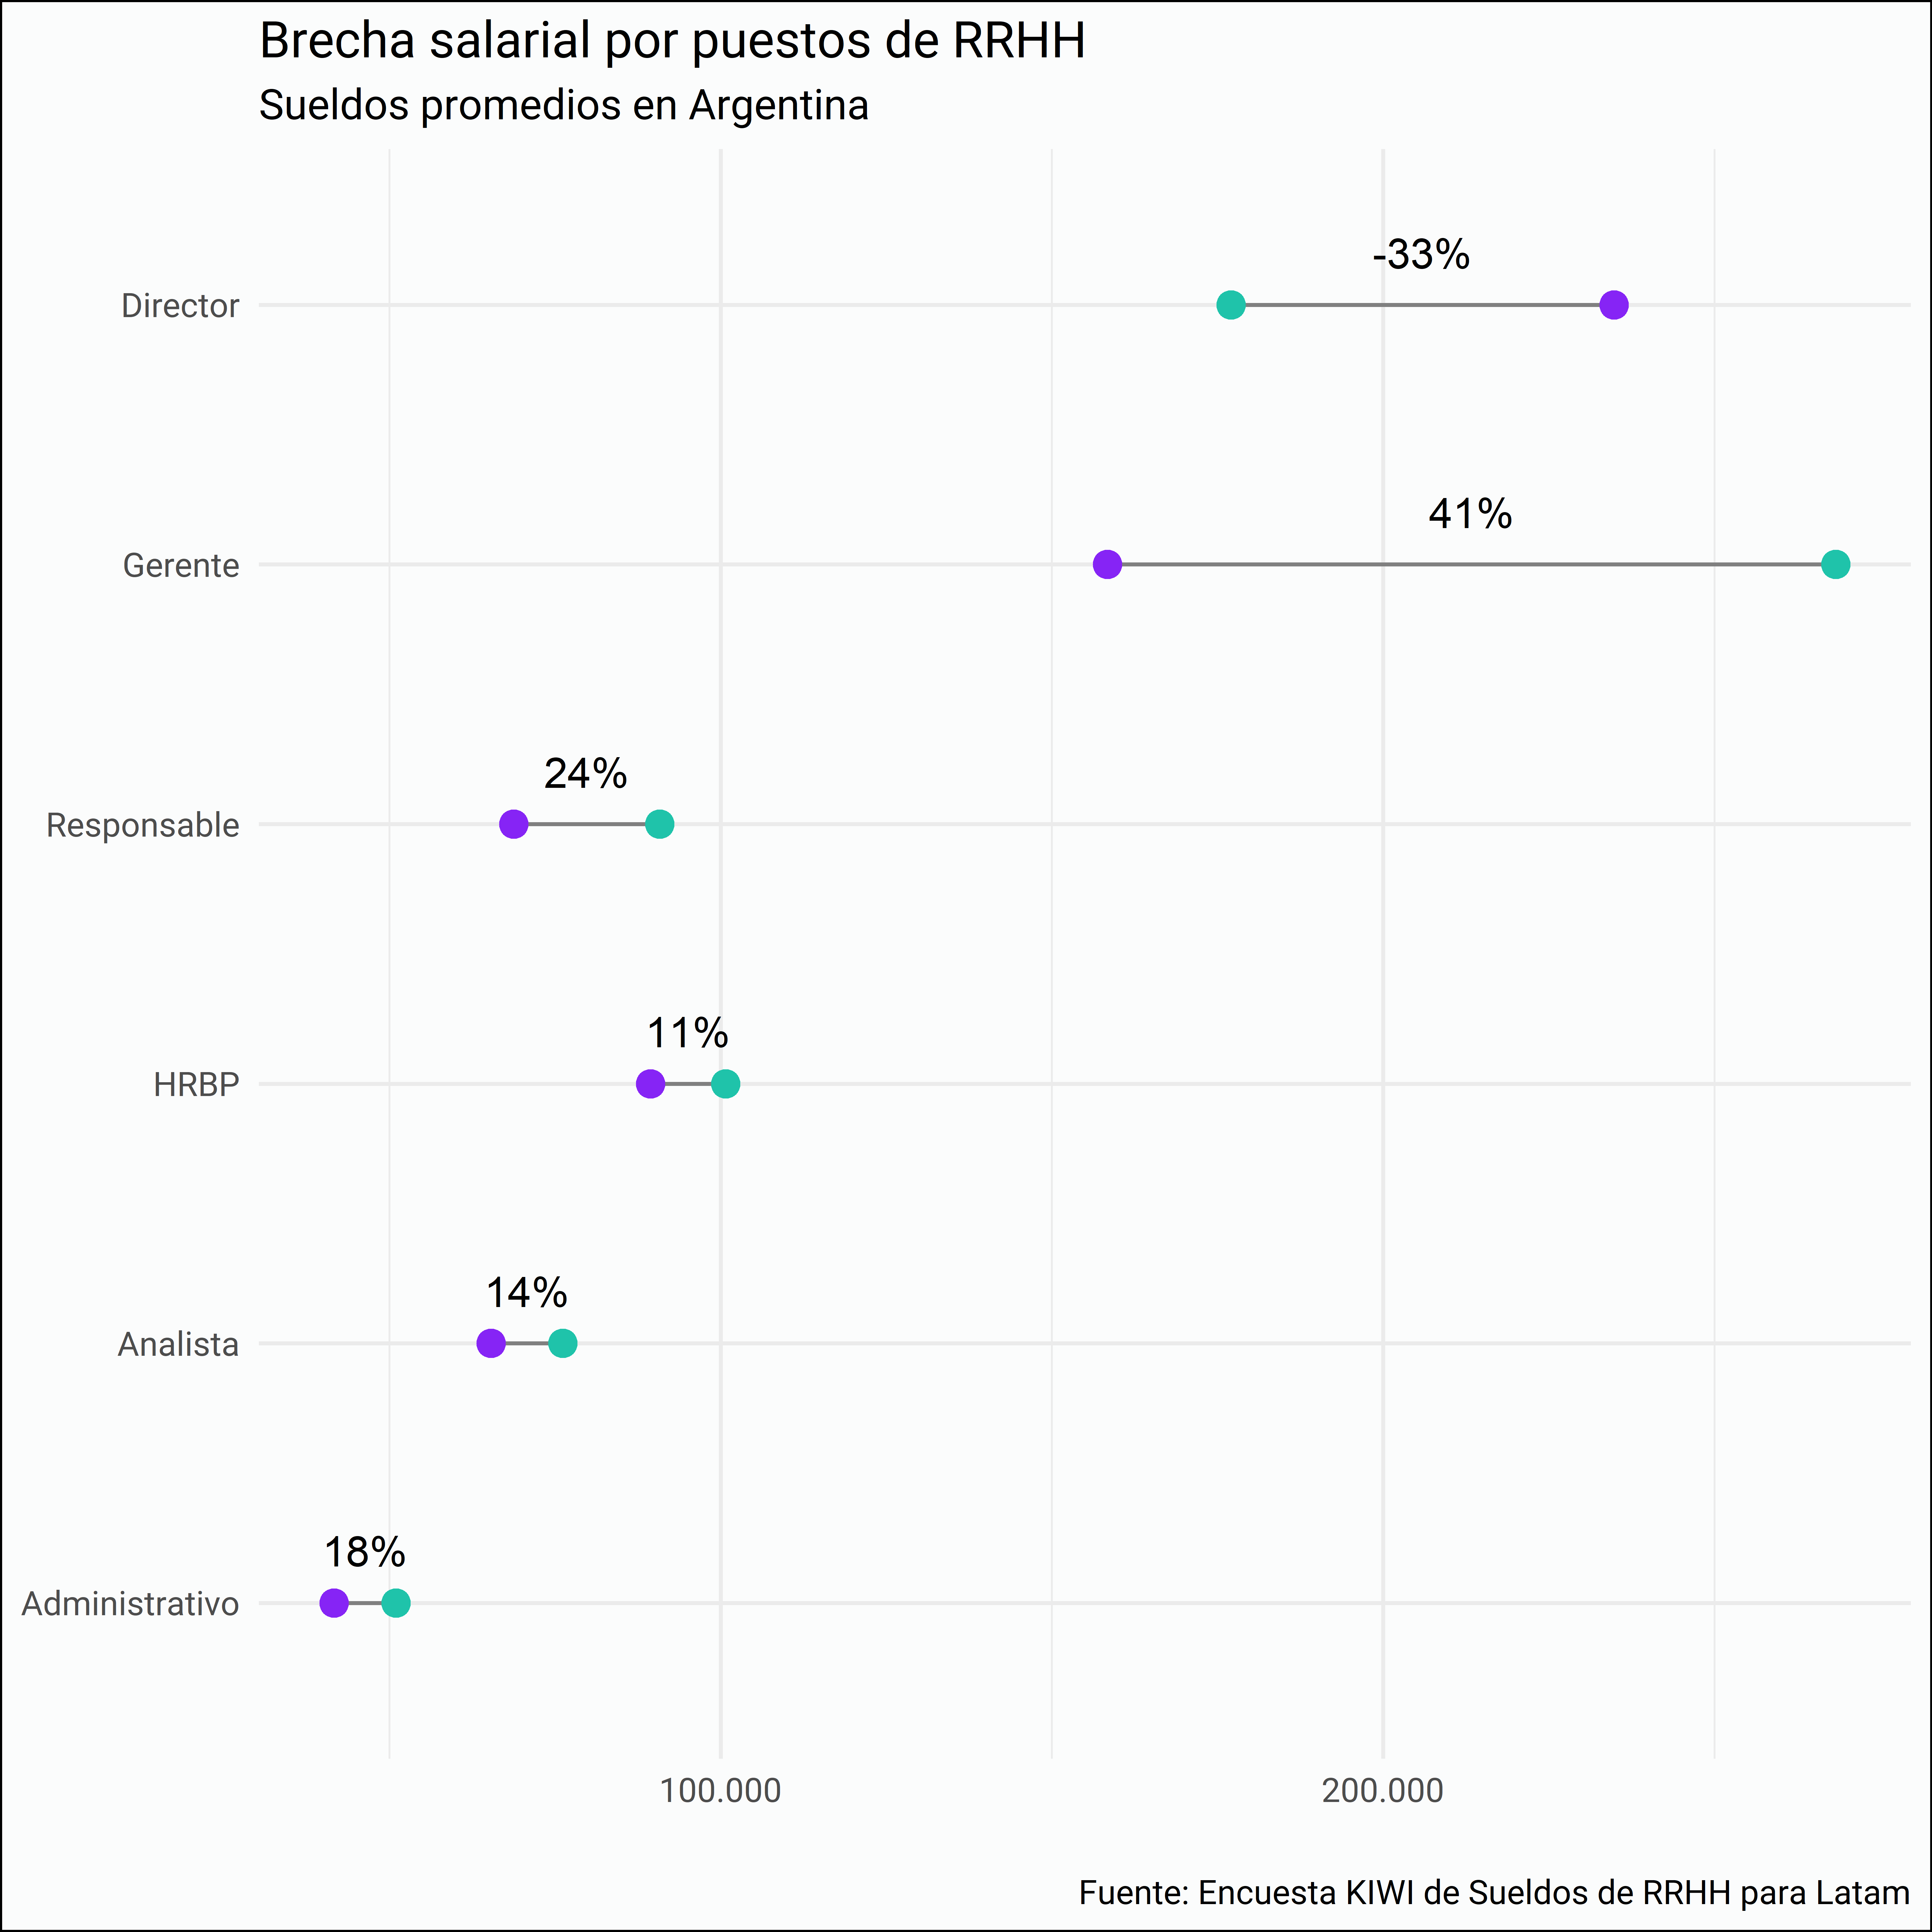 Brecha salarial por puestos de RRHH
Sueldos promedios en Argentina
-33%
Director
41%
Gerente
24%
Responsable
11%
HRBP
14%
Analista
18%
Administrativo
100.000
200.000
Fuente: Encuesta KIWI de Sueldos de RRHH para Latam